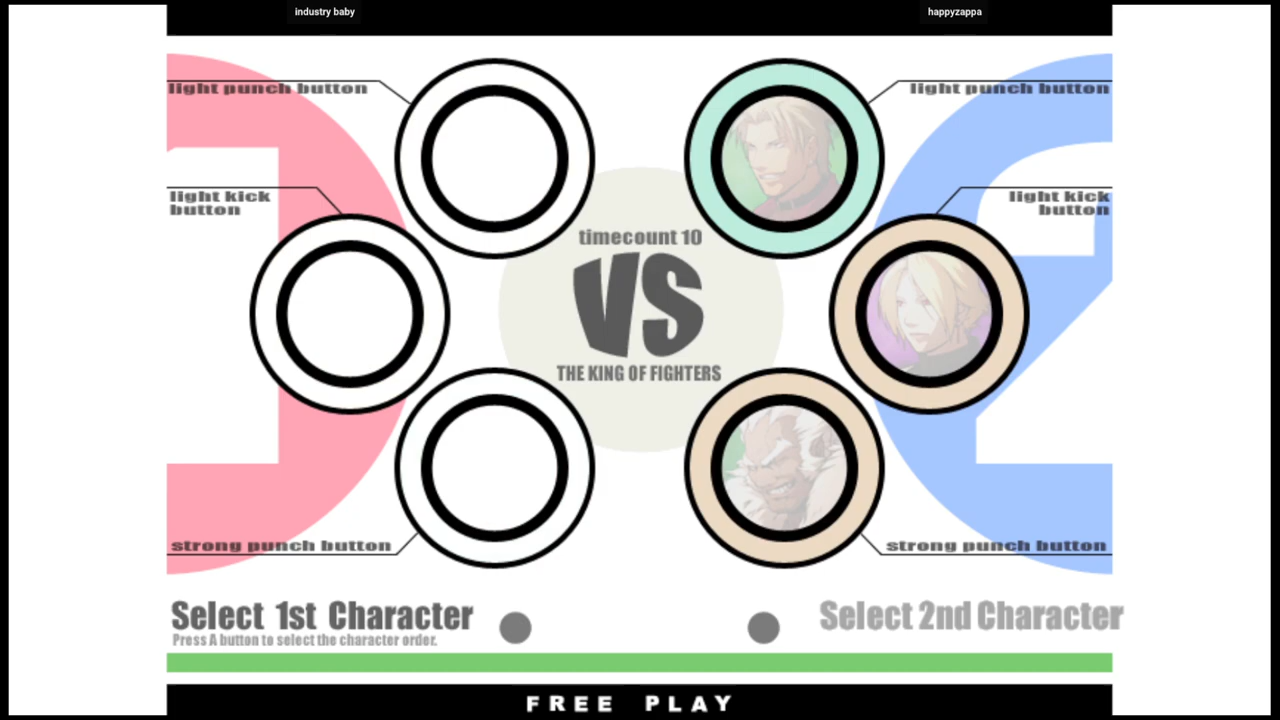 industry baby
happyzappa
light punch button
light punch button
light kick
button
light kick
button
timecount 10
VS
THE KING OF FIGHTERS
strong punch button
strong punch button
Select 1st Character
Press A button to select the character order.
Select 2nd Character
FREE PLAY